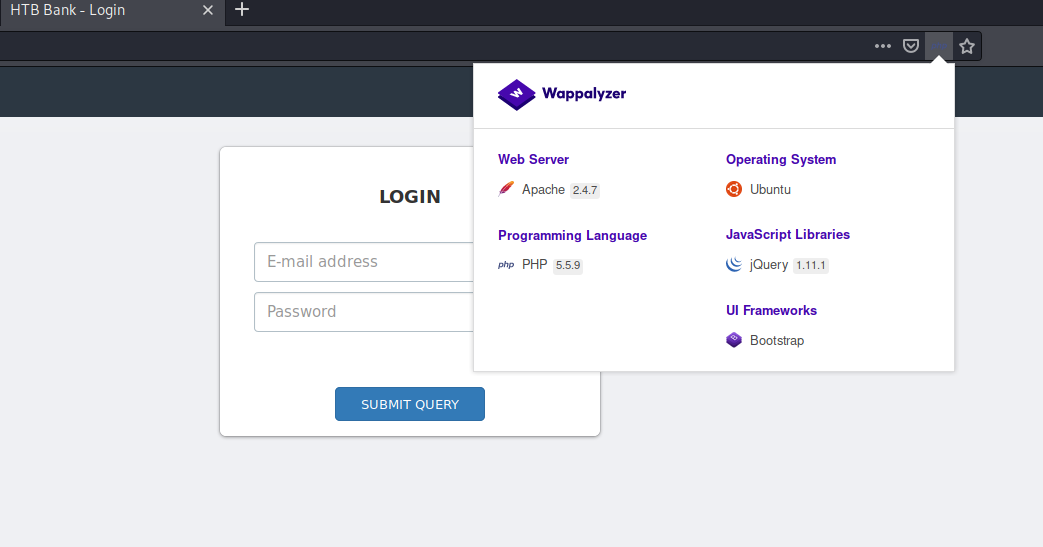 HTB Bank - Login
Wappalyzer
Web Server
Apache 2.4.7
Programming Language
php PHP 5.5.9
Operating System
Ubuntu
JavaScript Libraries
jQuery 1.11.1
UI Frameworks
Bootstrap
LOGIN
E-mail address
Password
SUBMIT QUERY